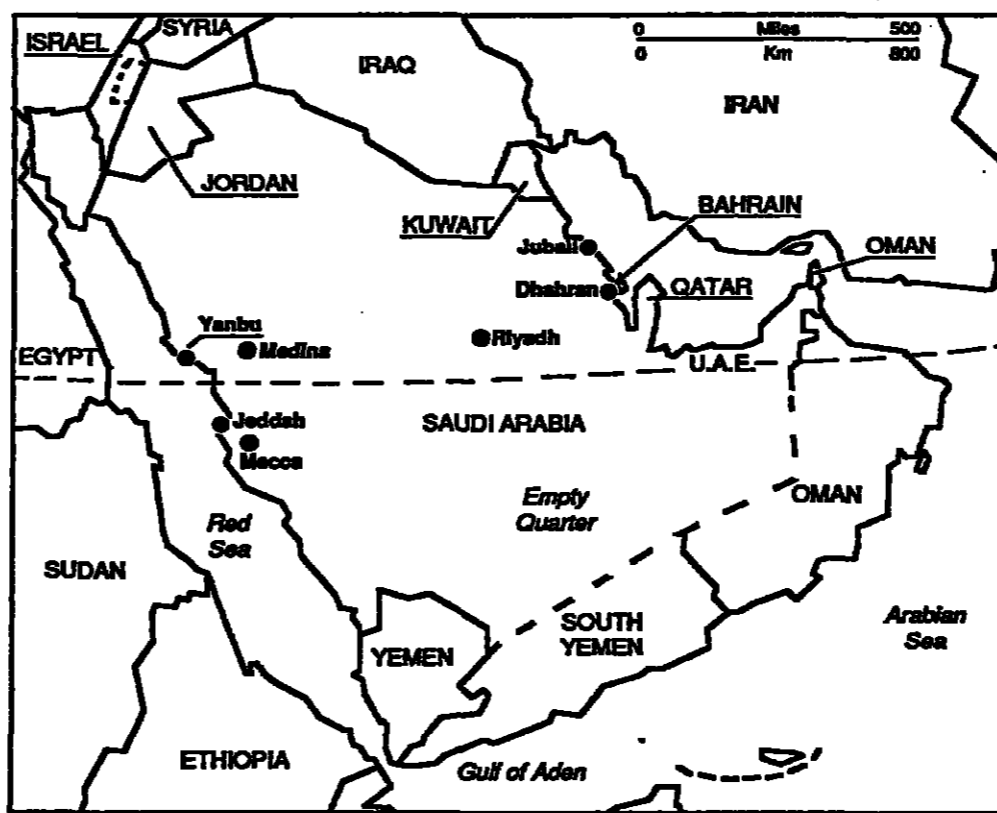 SYRIA
ISRAEL
0 Miles 500
0 Km 800
IRAQ
IRAN
JORDAN
KUWAIT
BAHRAIN
Jubail
OMAN
Dhahran
QATAR
Yanbu
Medina
Riyadh
EGYPT
U.A.E.
Jeddah
SAUDI ARABIA
Mecca
Empty
Quarter
OMAN
Red
Sea
SUDAN
SOUTH
YEMEN
Arabian
Sea
YEMEN
ETHIOPIA
Gulf of Aden